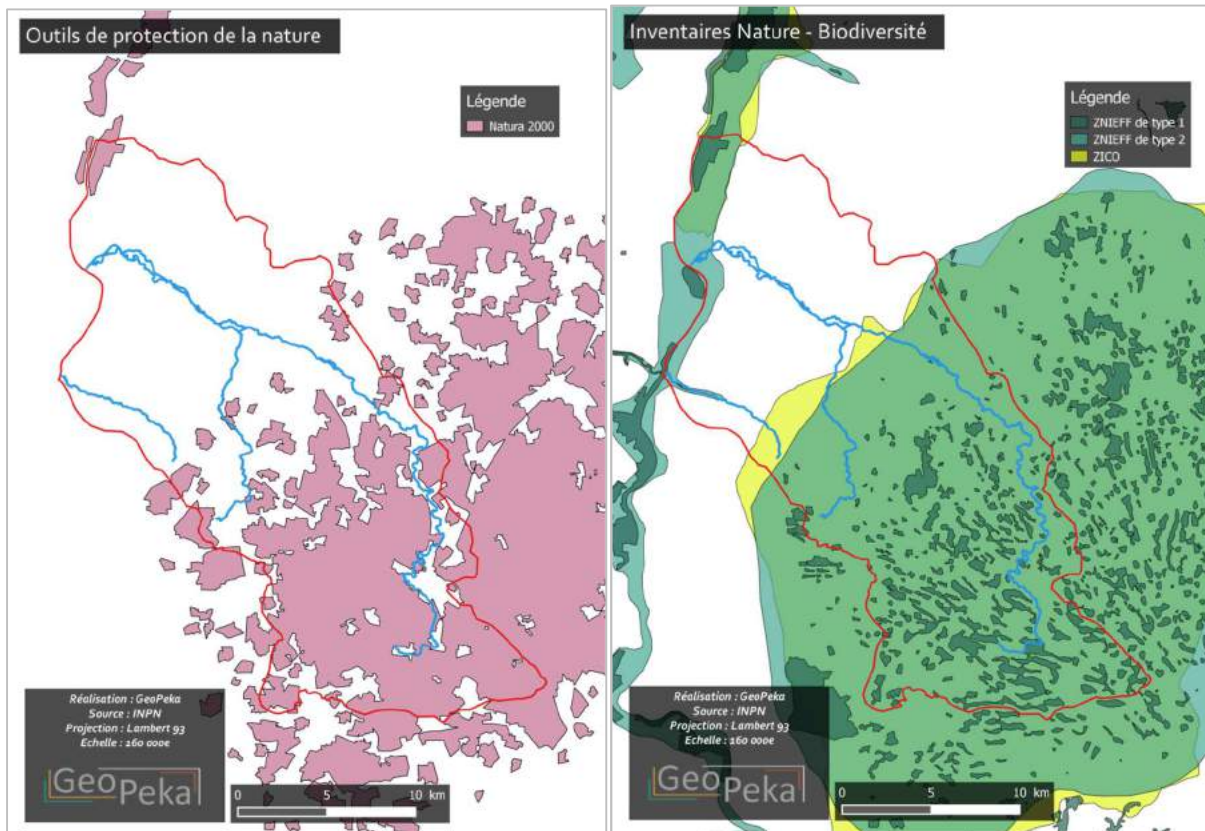 Outils de protection de la nature
Légende
Natura 2000
Réalisation : GeoPeka
Source : INPN
Projection : Lambert 93
Echelle : 160 000e
GeoPeka
0 5 10 km
Inventaires Nature - Biodiversité
Légende
ZNIEFF de type 1
ZNIEFF de type 2
ZICO
Réalisation : GeoPeka
Source : INPN
Projection : Lambert 93
Echelle : 160 000e
GeoPeka
0 5 10 km